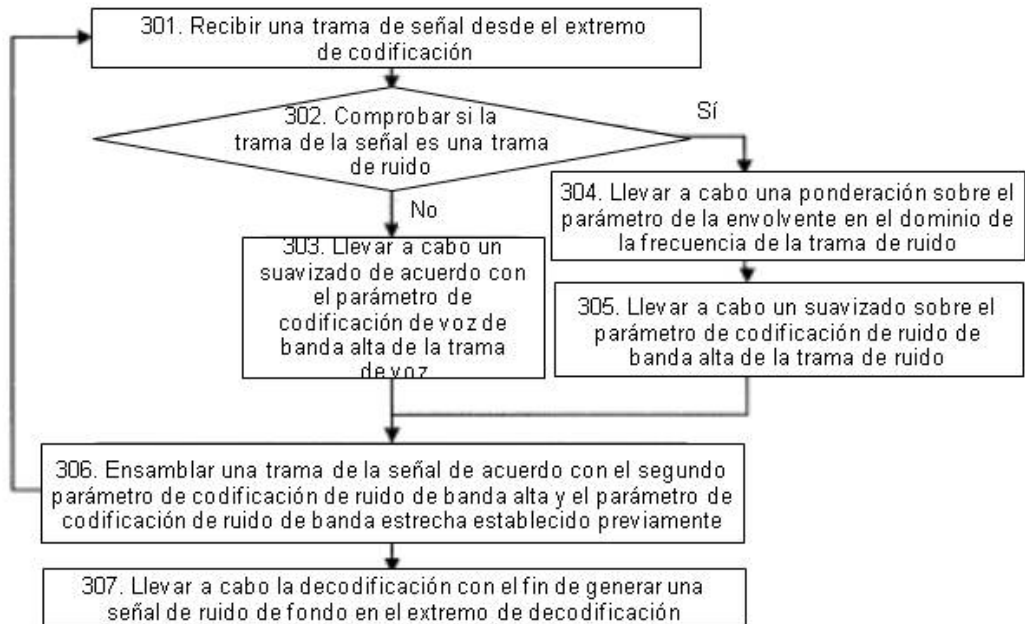 301. Recibir una trama de señal desde el extremo
de codificación
302. Comprobar si la
trama de la señal es una trama
de ruido
Sí
No
304. Llevar a cabo una ponderación sobre el
parámetro de la envolvente en el dominio de
la frecuencia de la trama de ruido
303. Llevar a cabo un
suavizado de acuerdo con
el parámetro de
codificación de voz de
banda alta de la trama
de voz
305. Llevar a cabo un suavizado sobre el
parámetro de codificación de ruido de
banda alta de la trama de ruido
306. Ensamblar una trama de la señal de acuerdo con el segundo
parámetro de codificación de ruido de banda alta y el parámetro de
codificación de ruido de banda estrecha establecido previamente
307. Llevar a cabo la decodificación con el fin de generar una
señal de ruido de fondo en el extremo de decodificación